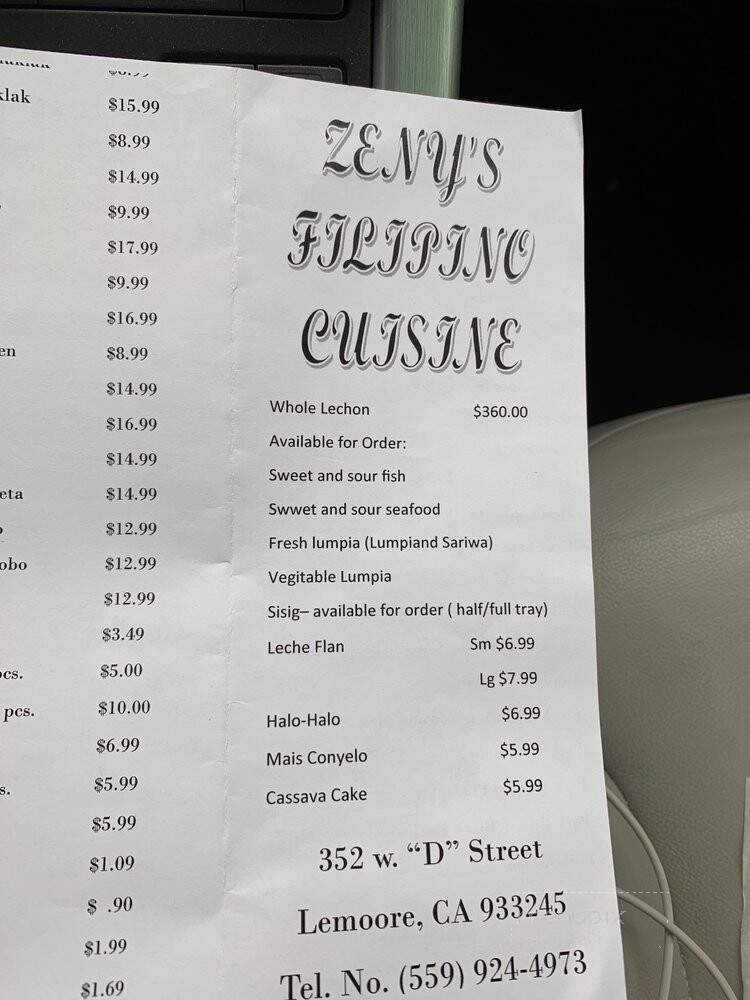 klak $15.99
$8.99
$14.99
$9.99
$17.99
$9.99
$16.99
en $8.99
$14.99
$16.99
$14.99
eta $14.99
$12.99
obo $12.99
$12.99
$3.49
pcs. $5.00
pcs. $10.00
$6.99
s. $5.99
$5.99
$1.09
$ .90
$1.99
$1.69
ZENY'S
FILIPINO
CUISINE
Whole Lechon $360.00
Available for Order:
Sweet and sour fish
Swwet and sour seafood
Fresh lumpia (Lumpiand Sariwa)
Vegitable Lumpia
Sisig– available for order ( half/full tray)
Leche Flan Sm $6.99
Lg $7.99
Halo-Halo $6.99
Mais Conyelo $5.99
Cassava Cake $5.99
352 w. “D” Street
Lemoore, CA 933245
Tel. No. (559) 924-4973